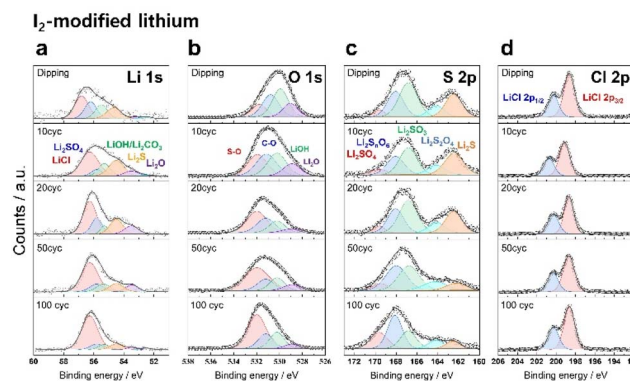 I₂-modified lithium
a
b
c
d
Li 1s
O 1s
S 2p
Cl 2p
Dipping
Dipping
Dipping
Dipping
LiCl 2p1/2
LiCl 2p3/2
10cyc
10cyc
10cyc
10cyc
Li₂SO₄
LiOH/Li₂CO₃
LiCl
Li₂S
Li₂O
S-O
C-O
LiOH
Li₂O
Li₂SO₃
Li₂S₂O₄
Li₂S
Li₂SO₄
20cyc
20cyc
20cyc
20cyc
50cyc
50cyc
50cyc
50cyc
100 cyc
100 cyc
100 cyc
100 cyc
Counts / a.u.
60 56 54 52
538 536 534 532 530 528 526
170 168 166 164 162 160
206 204 202 200 198 196 194
Binding energy / eV
Binding energy / eV
Binding energy / eV
Binding energy / eV